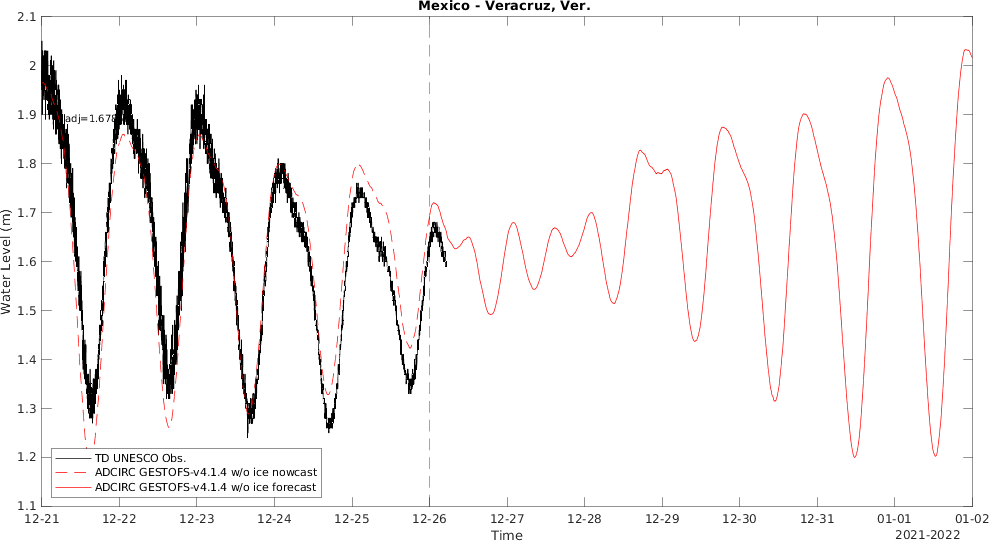 Mexico - Veracruz, Ver.
2.1
2
1.9
1.8
1.7
1.6
1.5
1.4
1.3
1.2
1.1
Water Level (m)
TD UNESCO Obs.
ADCIRC GESTOFS-v4.1.4 w/o ice nowcast
ADCIRC GESTOFS-v4.1.4 w/o ice forecast
12-21 12-22 12-23 12-24 12-25 12-26 12-27 12-28 12-29 12-30 12-31 01-01 01-02
Time
2021-2022